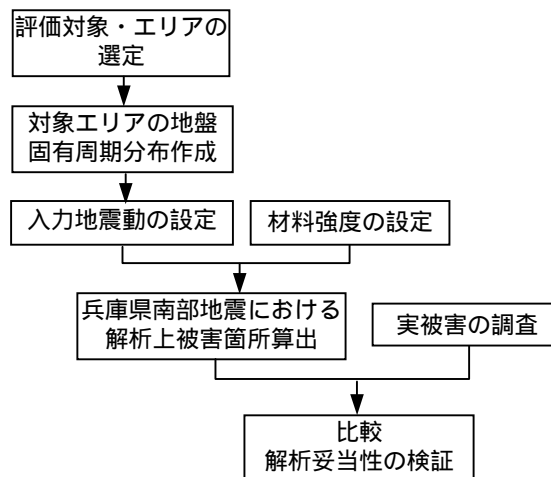 評価対象・エリアの
選定
対象エリアの地盤
固有周期分布作成
入力地震動の設定
材料強度の設定
兵庫県南部地震における
解析上被害箇所算出
実被害の調査
比較
解析妥当性の検証